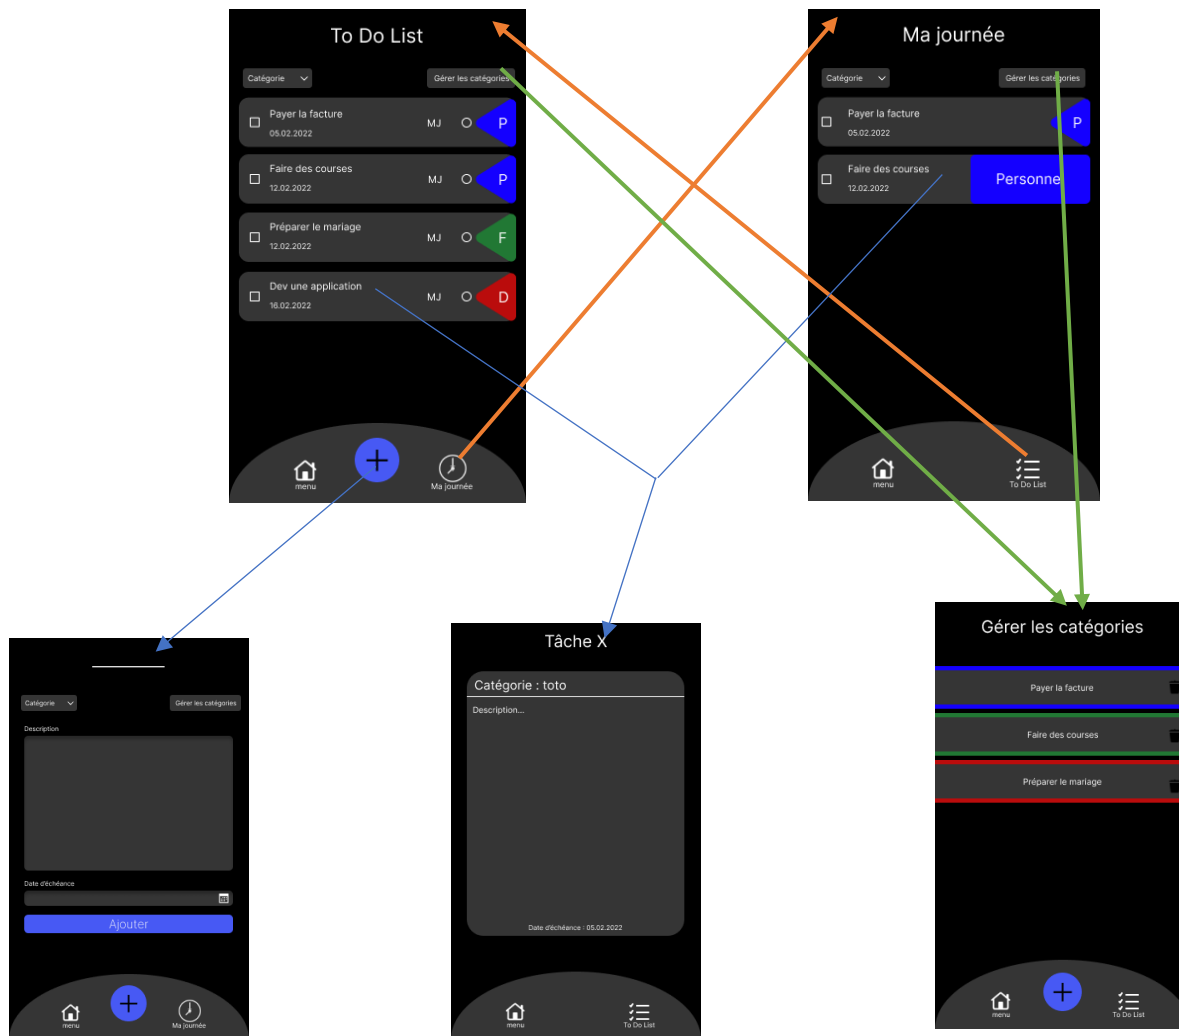 To Do List
Catégorie
Gérer les catégories
Payer la facture
05.02.2022
MJ
P
Faire des courses
12.02.2022
MJ
P
Préparer le mariage
12.02.2022
MJ
F
Dev une application
16.02.2022
MJ
D
menu
Ma journée
Ma journée
Catégorie
Gérer les catégories
Payer la facture
05.02.2022
P
Faire des courses
12.02.2022
Personne
menu
To Do List
Catégorie
Gérer les catégories
Description
Date d'échéance
Ajouter
menu
Ma journée
Tâche X
Catégorie : toto
Description...
Date d'échéance : 05.02.2022
menu
To Do List
Gérer les catégories
Payer la facture
Faire des courses
Préparer le mariage
menu
To Do List